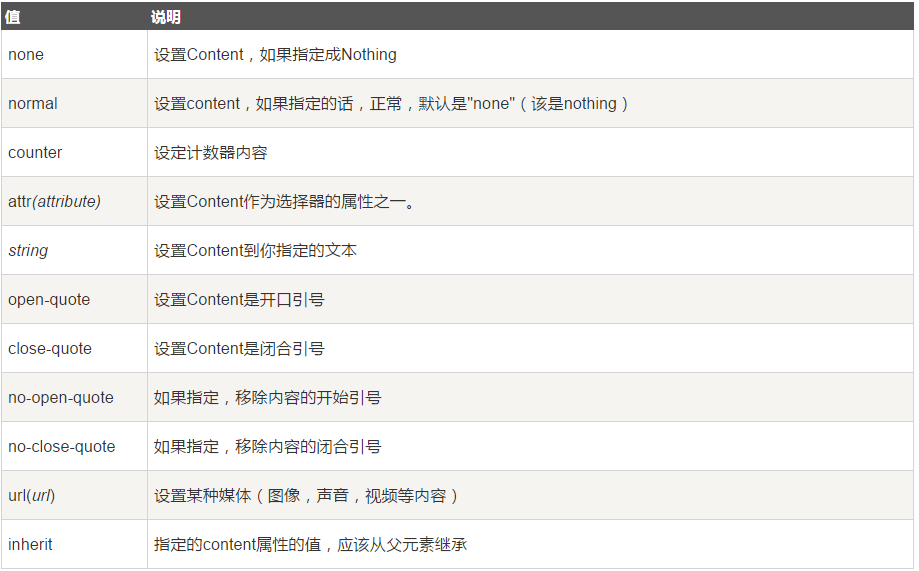 值 说明
none 设置Content，如果指定成Nothing
normal 设置content，如果指定的话，正常，默认是"none"（该是nothing）
counter 设定计数器内容
attr(attribute) 设置Content作为选择器的属性之一。
string 设置Content到你指定的文本
open-quote 设置Content是开口引号
close-quote 设置Content是闭合引号
no-open-quote 如果指定，移除内容的开始引号
no-close-quote 如果指定，移除内容的闭合引号
url(url) 设置某种媒体（图像，声音，视频等内容）
inherit 指定的content属性的值，应该从父元素继承